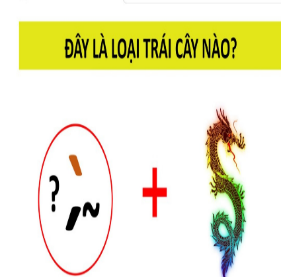 ĐÂY LÀ LOẠI TRÁI CÂY NÀO?
? ` ´ ~
+